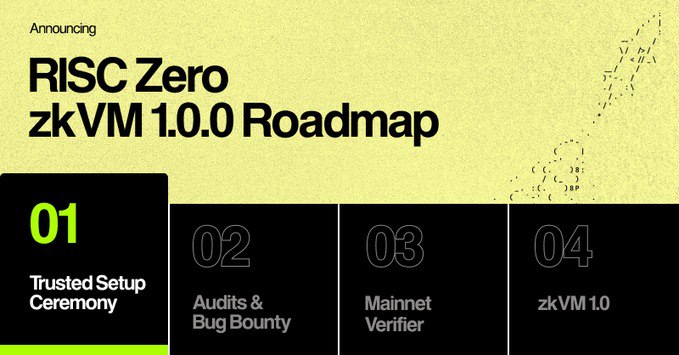 Announcing
RISC Zero
zkVM 1.0.0 Roadmap
01
Trusted Setup
Ceremony
02
Audits &
Bug Bounty
03
Mainnet
Verifier
04
zkVM 1.0